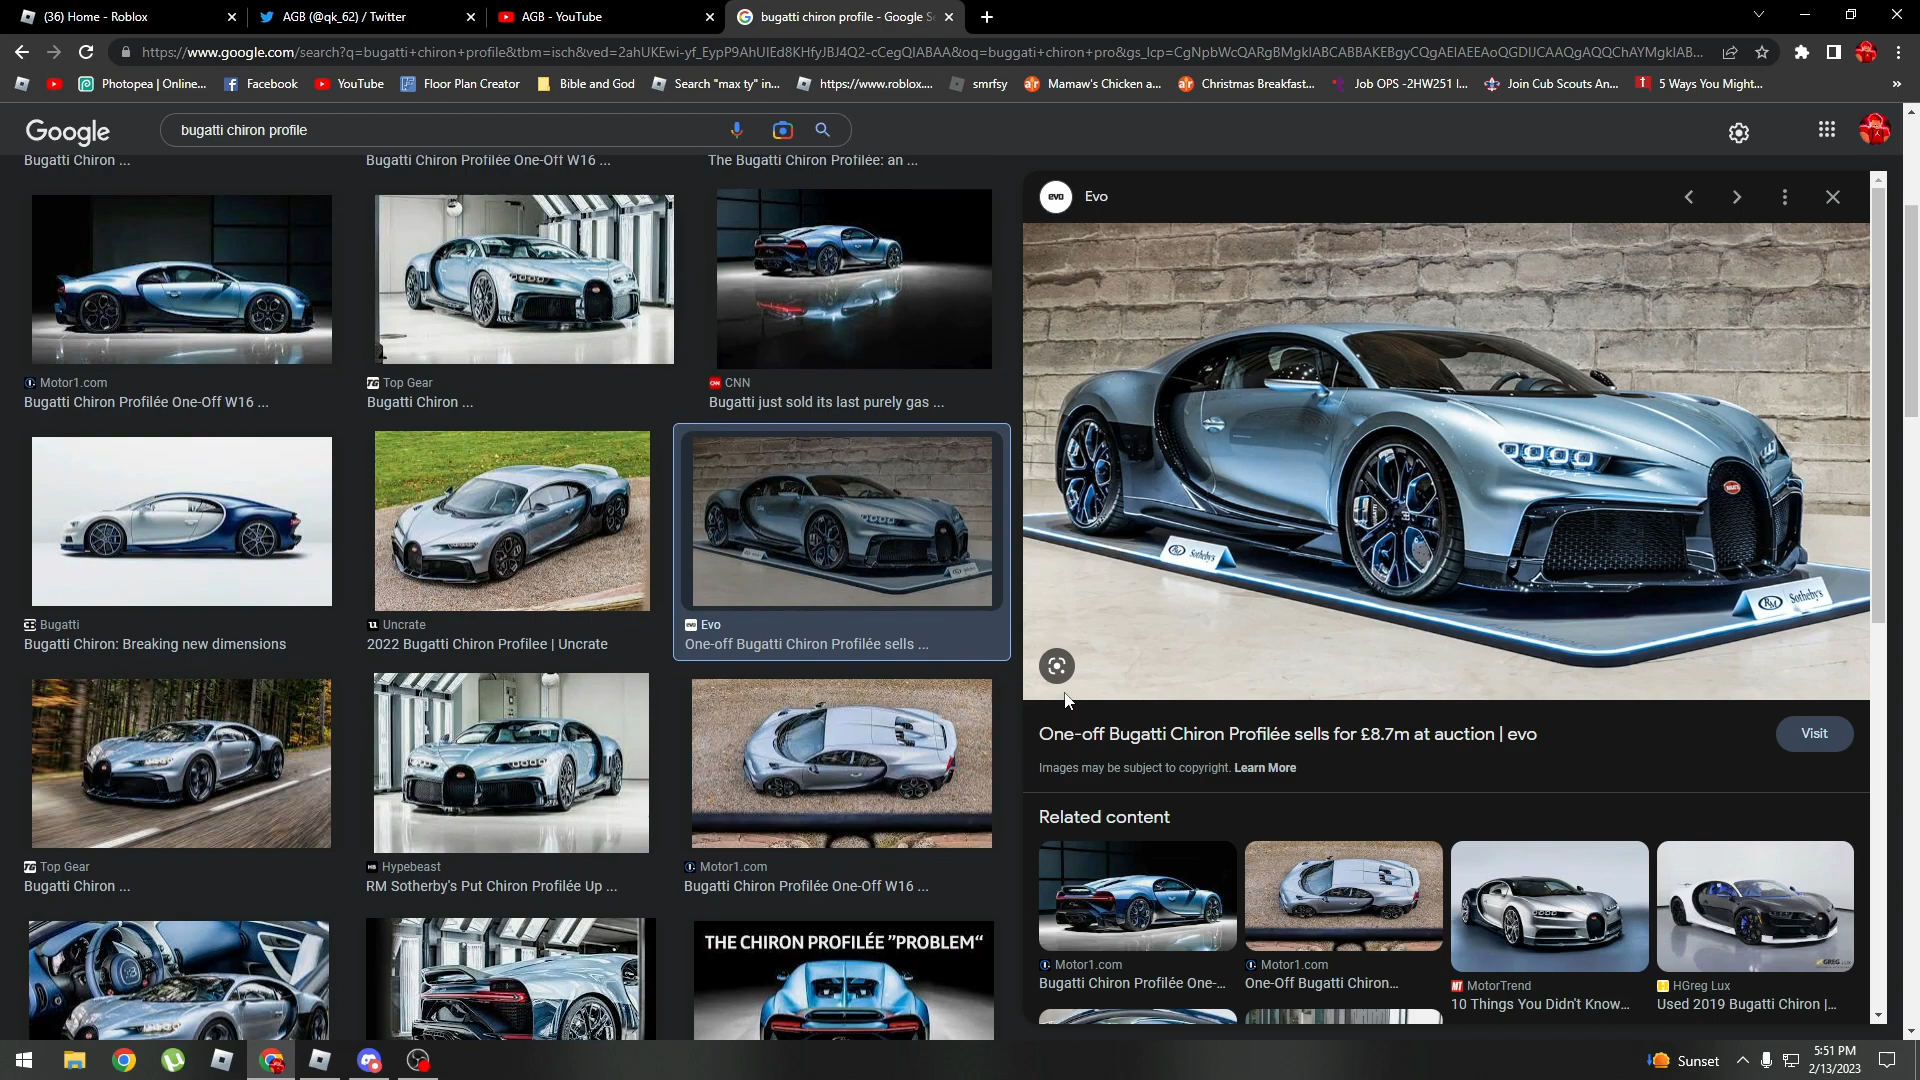 (36) Home - Roblox
AGB (@qk_62) / Twitter
AGB - YouTube
bugatti chiron profile - Google Se
https://www.google.com/search?q=bugatti+chiron+profile&tbm=isch&ved=2ahUKEwi-yf_EypP9AhUIEd8KHfyJBJ4Q2-cCegQIABAA&oq=buggati+chiron+pro&gs_lcp=CgNpbWcQARgBMgkIABCABBAKEBgyCQgAEIAEEAoQGDIJCAAQgAQQChAYMgkIAB...
Photopea | Online...
Facebook
YouTube
Floor Plan Creator
Bible and God
Search "max ty" in...
https://www.roblox....
smrfsy
Mamaw's Chicken a...
Christmas Breakfast...
Job OPS -2HW251 I...
Join Cub Scouts An...
5 Ways You Might...
Google
bugatti chiron profile
Bugatti Chiron ...
Bugatti Chiron Profilée One-Off W16 ...
The Bugatti Chiron Profilée: an ...
Motor1.com
Bugatti Chiron Profilée One-Off W16 ...
Top Gear
Bugatti Chiron ...
CNN
Bugatti just sold its last purely gas ...
Bugatti
Bugatti Chiron: Breaking new dimensions
Uncrate
2022 Bugatti Chiron Profilee | Uncrate
Evo
One-off Bugatti Chiron Profilée sells ...
Top Gear
Bugatti Chiron ...
Hypebeast
RM Sotherby's Put Chiron Profilée Up ...
Motor1.com
Bugatti Chiron Profilée One-Off W16 ...
THE CHIRON PROFILÉE "PROBLEM"
evo
Evo
RM Sotheby's
RM Sotheby's
One-off Bugatti Chiron Profilée sells for £8.7m at auction | evo
Visit
Images may be subject to copyright. Learn More
Related content
Motor1.com
Bugatti Chiron Profilée One-...
Motor1.com
One-Off Bugatti Chiron...
MotorTrend
10 Things You Didn't Know...
HGreg Lux
Used 2019 Bugatti Chiron |...
Sunset
5:51 PM
2/13/2023